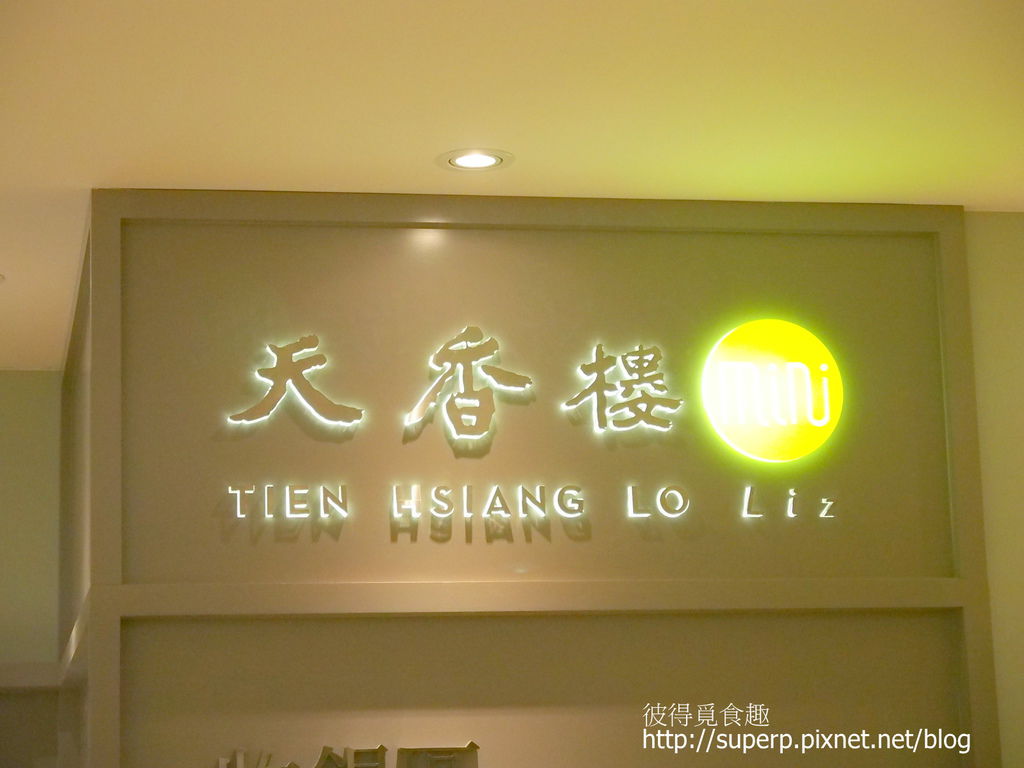 天香樓 mini
TIEN HSIANG LO Liz
彼得覓食趣
http://superp.pixnet.net/blog